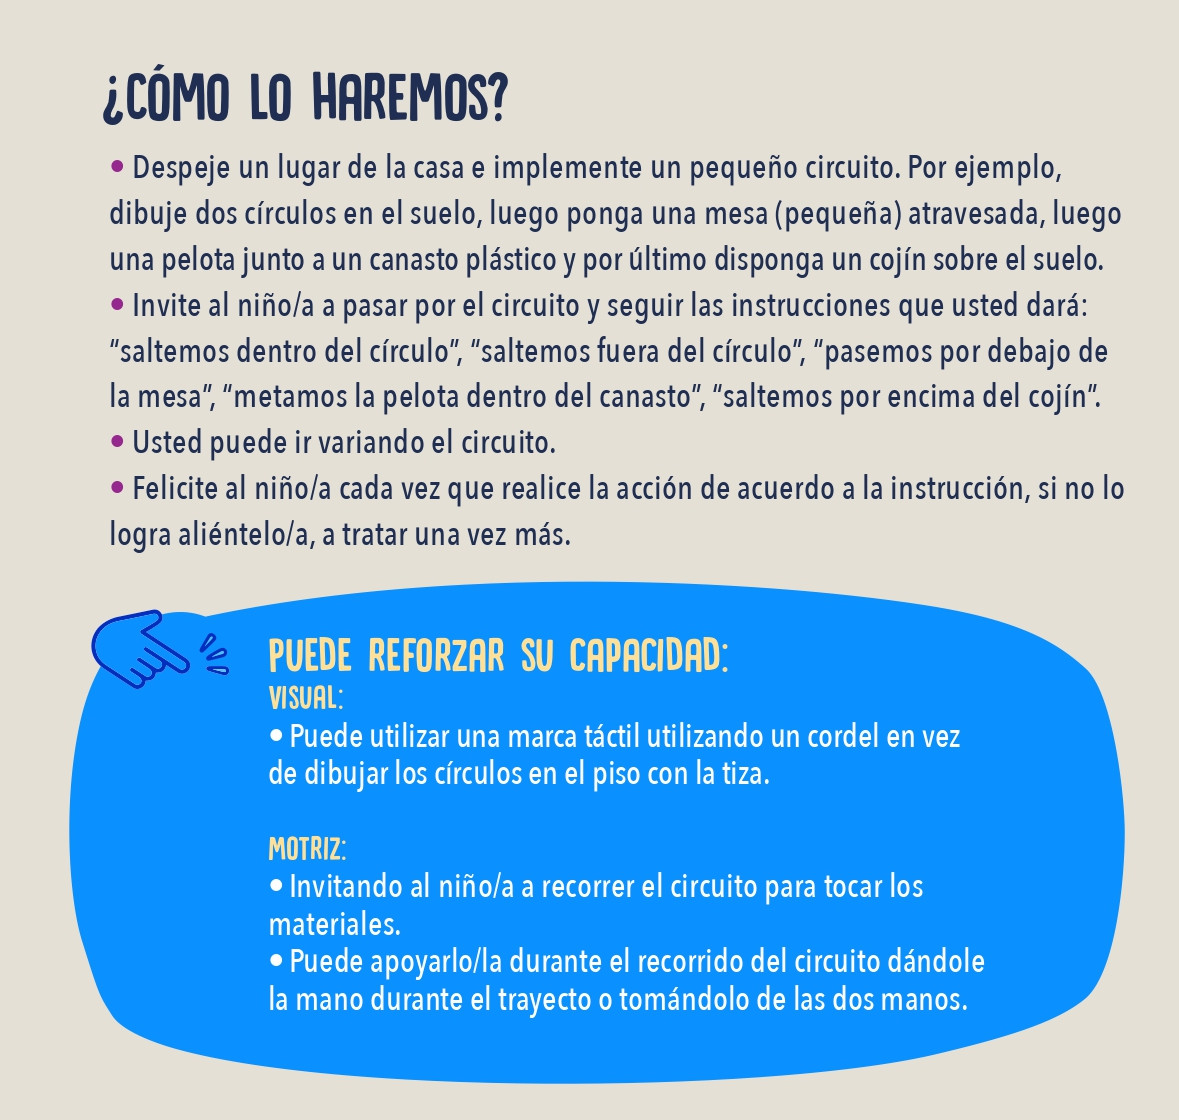 ¿CÓMO LO HAREMOS?
• Despeje un lugar de la casa e implemente un pequeño circuito. Por ejemplo,
dibuje dos círculos en el suelo, luego ponga una mesa (pequeña) atravesada, luego
una pelota junto a un canasto plástico y por último disponga un cojín sobre el suelo.
• Invite al niño/a a pasar por el circuito y seguir las instrucciones que usted dará:
“saltemos dentro del círculo”, “saltemos fuera del círculo”, “pasemos por debajo de
la mesa”, “metamos la pelota dentro del canasto”, “saltemos por encima del cojín”.
• Usted puede ir variando el circuito.
• Felicite al niño/a cada vez que realice la acción de acuerdo a la instrucción, si no lo
logra aliéntelo/a, a tratar una vez más.
PUEDE REFORZAR SU CAPACIDAD:
VISUAL:
• Puede utilizar una marca táctil utilizando un cordel en vez
de dibujar los círculos en el piso con la tiza.
MOTRIZ:
• Invitando al niño/a a recorrer el circuito para tocar los
materiales.
• Puede apoyarlo/la durante el recorrido del circuito dándole
la mano durante el trayecto o tomándolo de las dos manos.